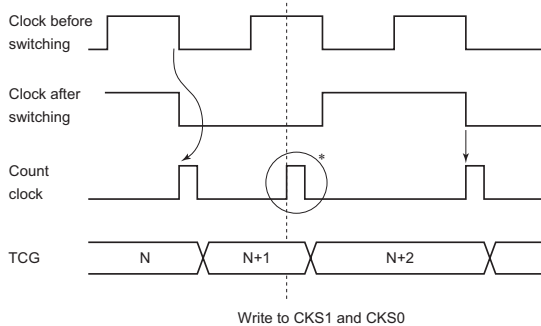 Clock before
switching
Clock after
switching
Count
clock
*
TCG
N
N+1
N+2
Write to CKS1 and CKS0